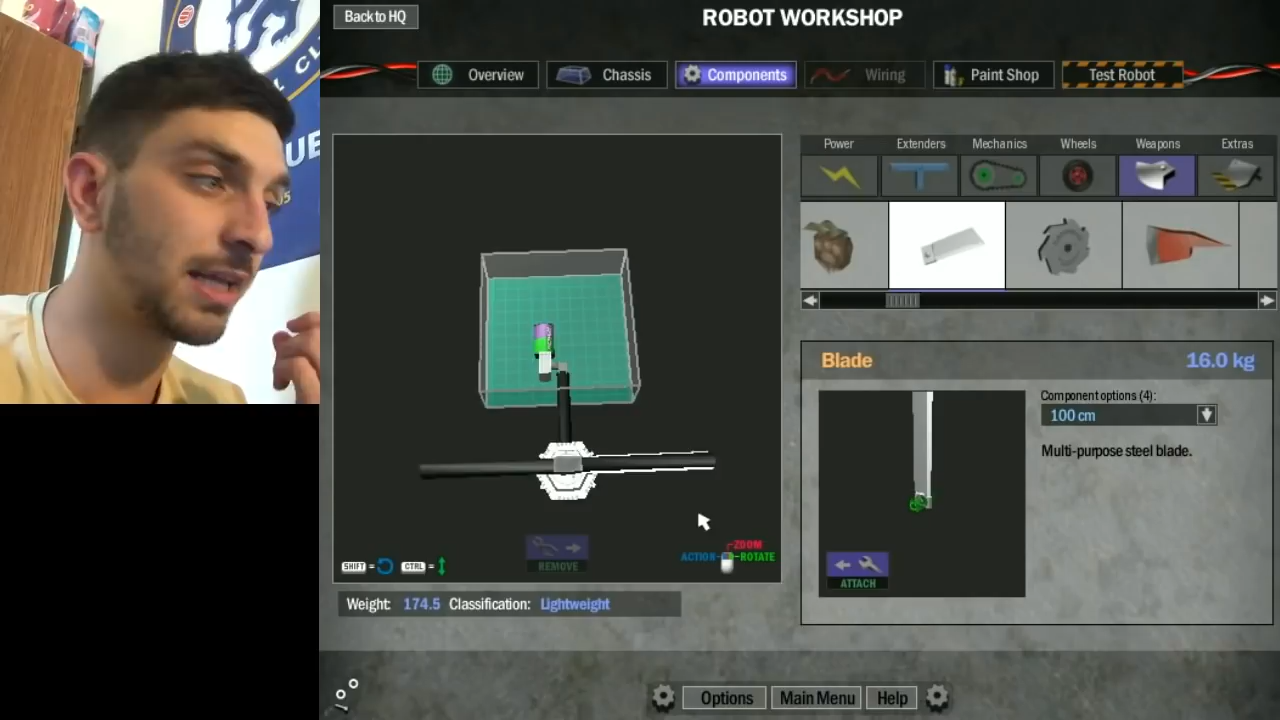 Back to HQ
ROBOT WORKSHOP
Overview
Chassis
Components
Wiring
Paint Shop
Test Robot
Power
Extenders
Mechanics
Wheels
Weapons
Extras
Blade
16.0 kg
Component options (4):
100 cm
Multi-purpose steel blade.
ATTACH
REMOVE
ZOOM
ACTION
ROTATE
SHIFT =
CTRL =
Weight: 174.5 Classification: Lightweight
Options
Main Menu
Help